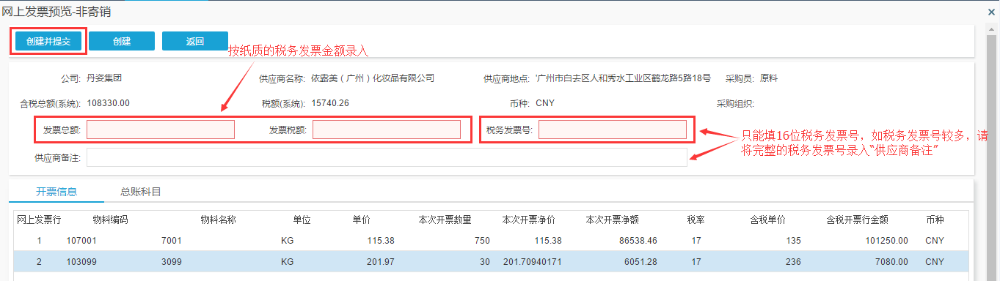 网上发票预览-非寄销
创建并提交 创建 返回
按纸质的税务发票金额录入
公司: 丹姿集团 供应商名称: 依露美（广州）化妆品有限公司 供应商地点: '广州市白去区人和秀水工业区鹤龙路5路18号 采购员: 原料
含税总额(系统): 108330.00 税额(系统): 15740.26 币种: CNY 采购组织:
发票总额: 发票税额: 税务发票号:
只能填16位税务发票号，如税务发票号较多，请
将完整的税务发票号录入“供应商备注”
供应商备注:
开票信息 总账科目
网上发票行 物料编码 物料名称 单位 单价 本次开票数量 本次开票净价 本次开票净额 税率 含税单价 含税开票行金额 币种
1 107001 7001 KG 115.38 750 115.38 86538.46 17 135 101250.00 CNY
2 103099 3099 KG 201.97 30 201.70940171 6051.28 17 236 7080.00 CNY